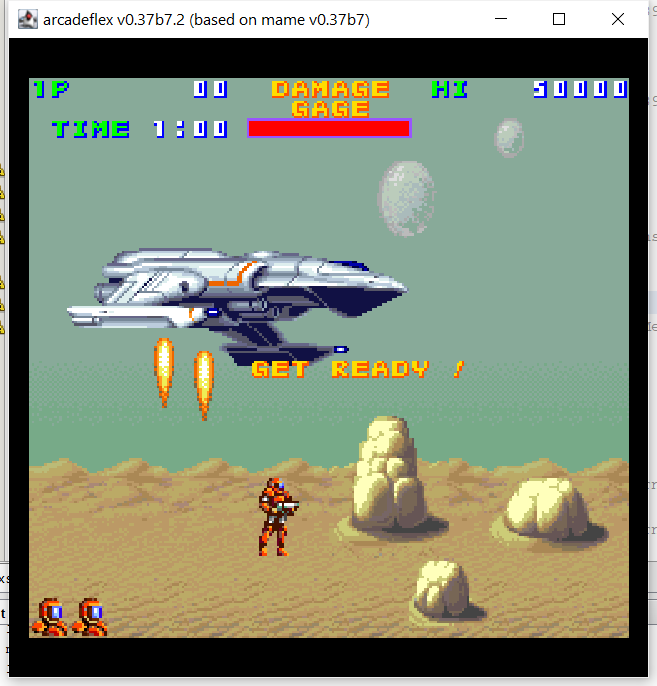 arcadeflex v0.37b7.2 (based on mame v0.37b7)
1P 00 DAMAGE HI 50000
GAGE
TIME 1:00
GET READY !